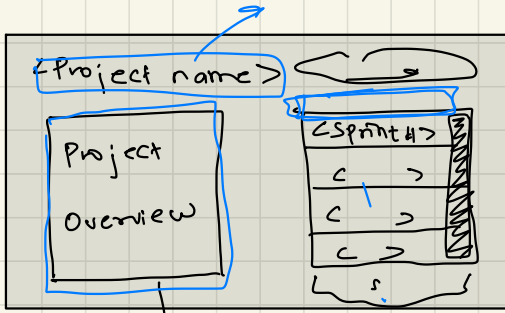 <Project name>
Project
Overview
<Sprint #>
< >
< >
< >